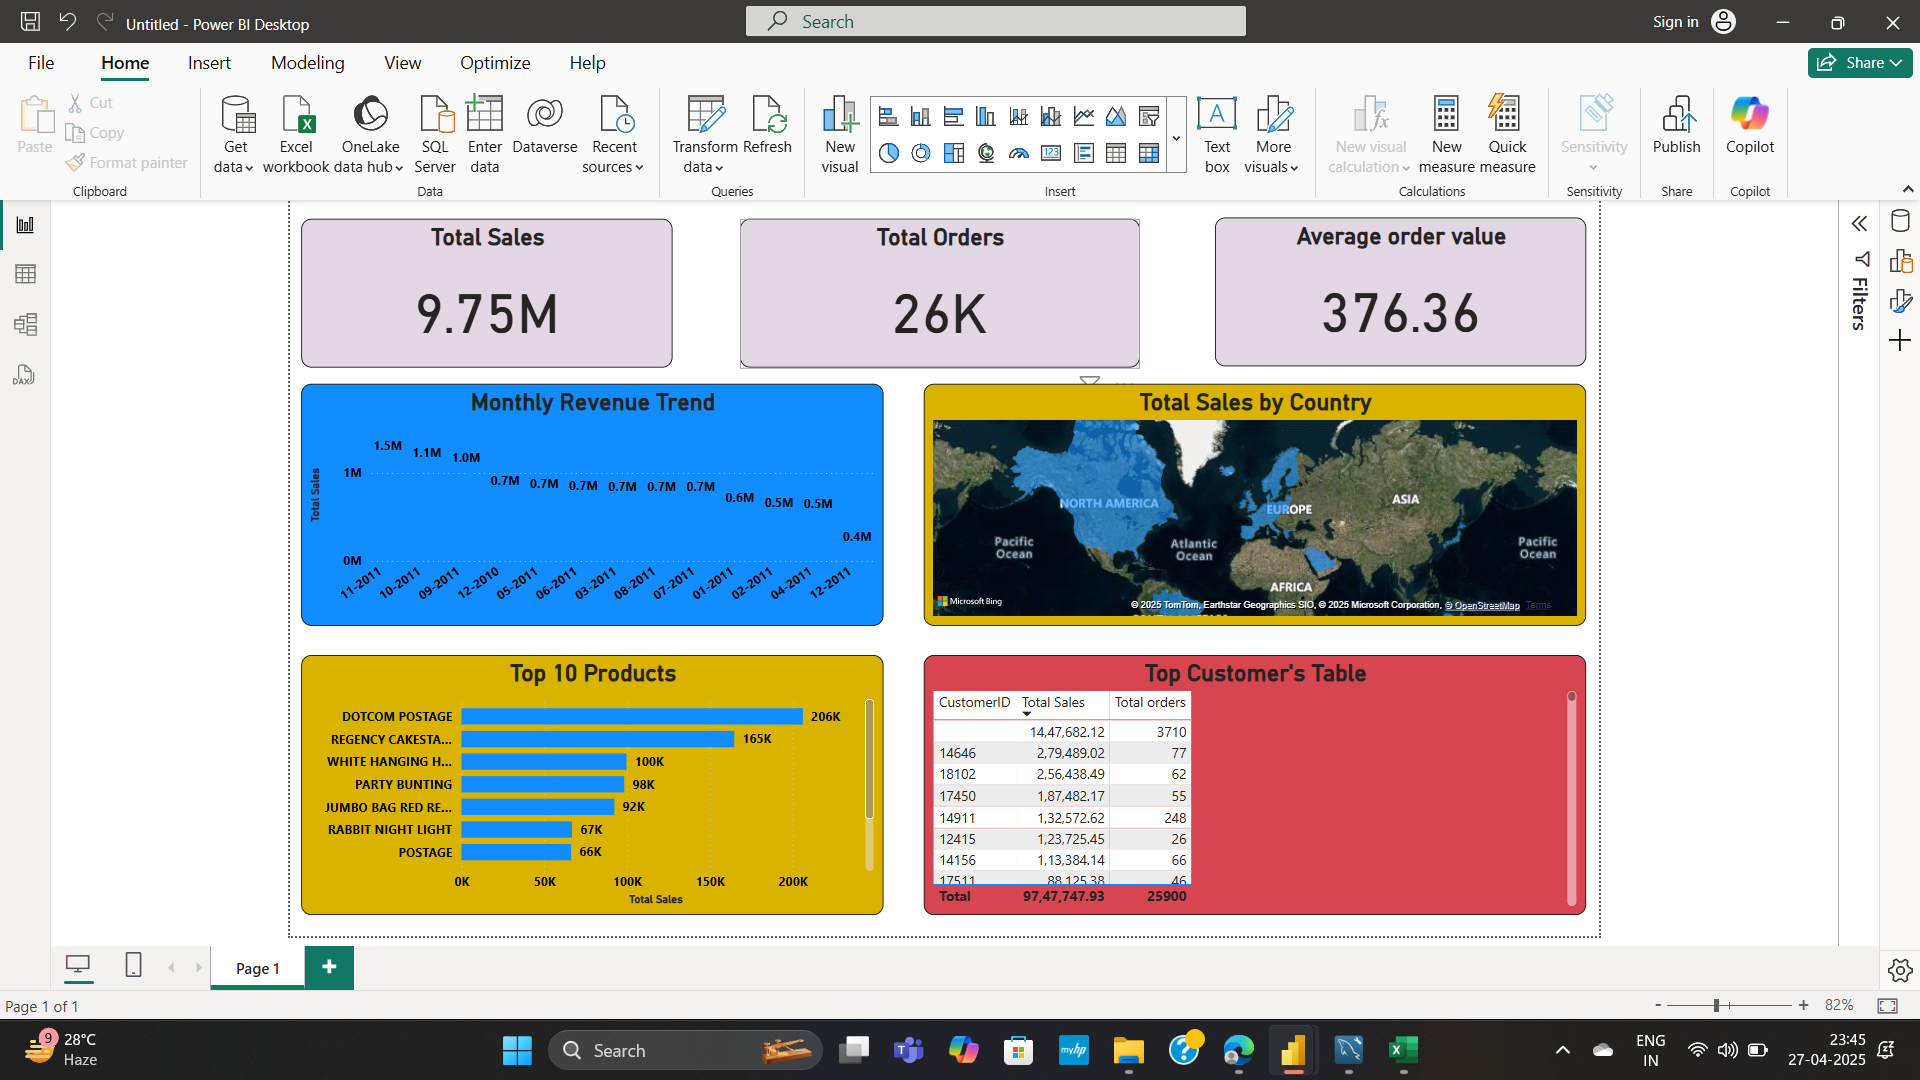 Untitled - Power BI Desktop
Search
Sign in
File
Home
Insert
Modeling
View
Optimize
Help
Share
Paste
Cut
Copy
Format painter
Clipboard
Get data
Excel workbook
OneLake data hub
SQL Server
Enter data
Dataverse
Recent sources
Data
Transform data
Refresh
Queries
New visual
123
Text box
More visuals
Insert
New visual calculation
New measure
Quick measure
Calculations
Sensitivity
Sensitivity
Publish
Share
Copilot
Copilot
DAX
Filters
Total Sales
9.75M
Total Orders
26K
Average order value
376.36
Monthly Revenue Trend
Total Sales
1M
0M
1.5M
1.1M
1.0M
0.7M
0.7M
0.7M
0.7M
0.7M
0.7M
0.6M
0.5M
0.5M
0.4M
11-2011
10-2011
09-2011
12-2010
05-2011
06-2011
03-2011
08-2011
07-2011
01-2011
02-2011
04-2011
12-2011
Total Sales by Country
NORTH AMERICA
EUROPE
ASIA
Pacific Ocean
Atlantic Ocean
Pacific Ocean
AFRICA
Microsoft Bing
© 2025 TomTom, Earthstar Geographics SIO, © 2025 Microsoft Corporation, © OpenStreetMap Terms
Top 10 Products
DOTCOM POSTAGE 206K
REGENCY CAKESTA... 165K
WHITE HANGING H... 100K
PARTY BUNTING 98K
JUMBO BAG RED RE... 92K
RABBIT NIGHT LIGHT 67K
POSTAGE 66K
0K 50K 100K 150K 200K
Total Sales
Top Customer's Table
CustomerID Total Sales Total orders
14,47,682.12 3710
14646 2,79,489.02 77
18102 2,56,438.49 62
17450 1,87,482.17 55
14911 1,32,572.62 248
12415 1,23,725.45 26
14156 1,13,384.14 66
17511 88,125.38 46
Total 97,47,747.93 25900
Page 1
Page 1 of 1
82%
9
28°C
Haze
Search
myhp
ENG
IN
23:45
27-04-2025